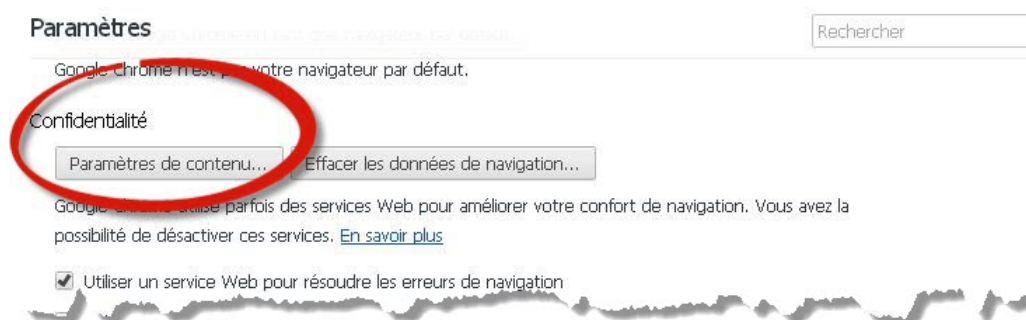 Paramètres
Rechercher
Google Chrome n'est pas votre navigateur par défaut.
Confidentialité
Paramètres de contenu...
Effacer les données de navigation...
Google Chrome utilise parfois des services Web pour améliorer votre confort de navigation. Vous avez la
possibilité de désactiver ces services. En savoir plus
Utiliser un service Web pour résoudre les erreurs de navigation